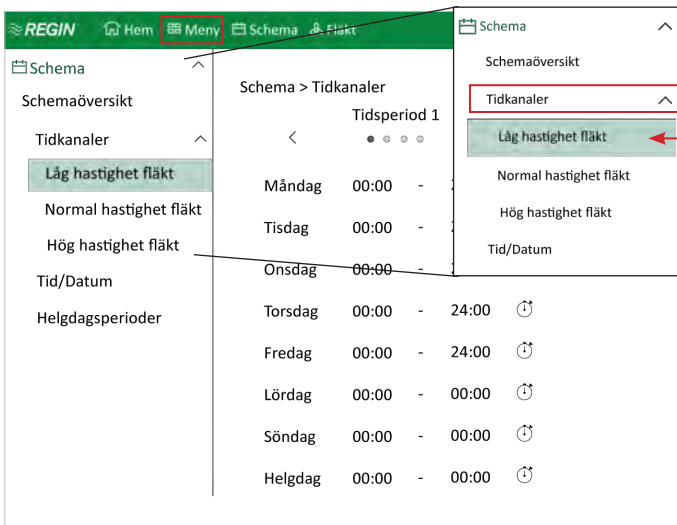 REGIN Hem Meny Schema Fläkt
Schema
Schemaöversikt
Tidkanaler
Låg hastighet fläkt
Normal hastighet fläkt
Hög hastighet fläkt
Tid/Datum
Helgdagsperioder
Schema > Tidkanaler
Tidsperiod 1
Måndag 00:00 -
Tisdag 00:00 -
Onsdag 00:00 -
Torsdag 00:00 - 24:00
Fredag 00:00 - 24:00
Lördag 00:00 - 00:00
Söndag 00:00 - 00:00
Helgdag 00:00 - 00:00
Schema
Schemaöversikt
Tidkanaler
Låg hastighet fläkt
Normal hastighet fläkt
Hög hastighet fläkt
Tid/Datum